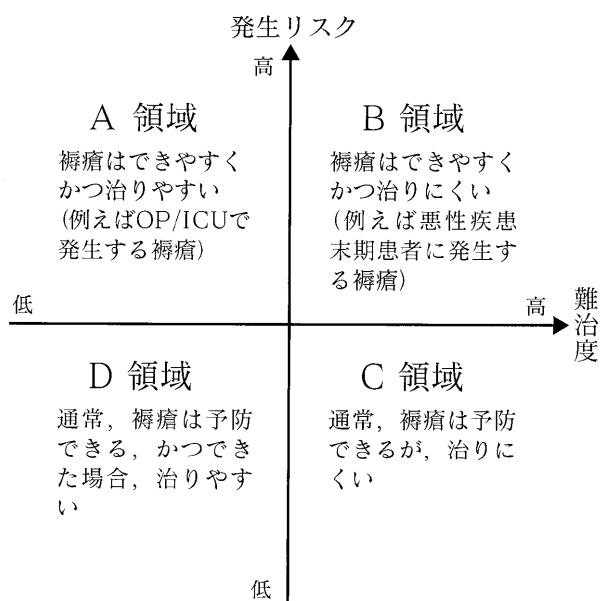 発生リスク
高
A 領域
褥瘡はできやすく
かつ治りやすい
(例えばOP/ICUで
発生する褥瘡)
B 領域
褥瘡はできやすく
かつ治りにくい
(例えば悪性疾患
末期患者に発生す
る褥瘡)
低
高
難治度
D 領域
通常，褥瘡は予防
できる，かつでき
た場合，治りやす
い
C 領域
通常，褥瘡は予防
できるが，治りに
くい
低